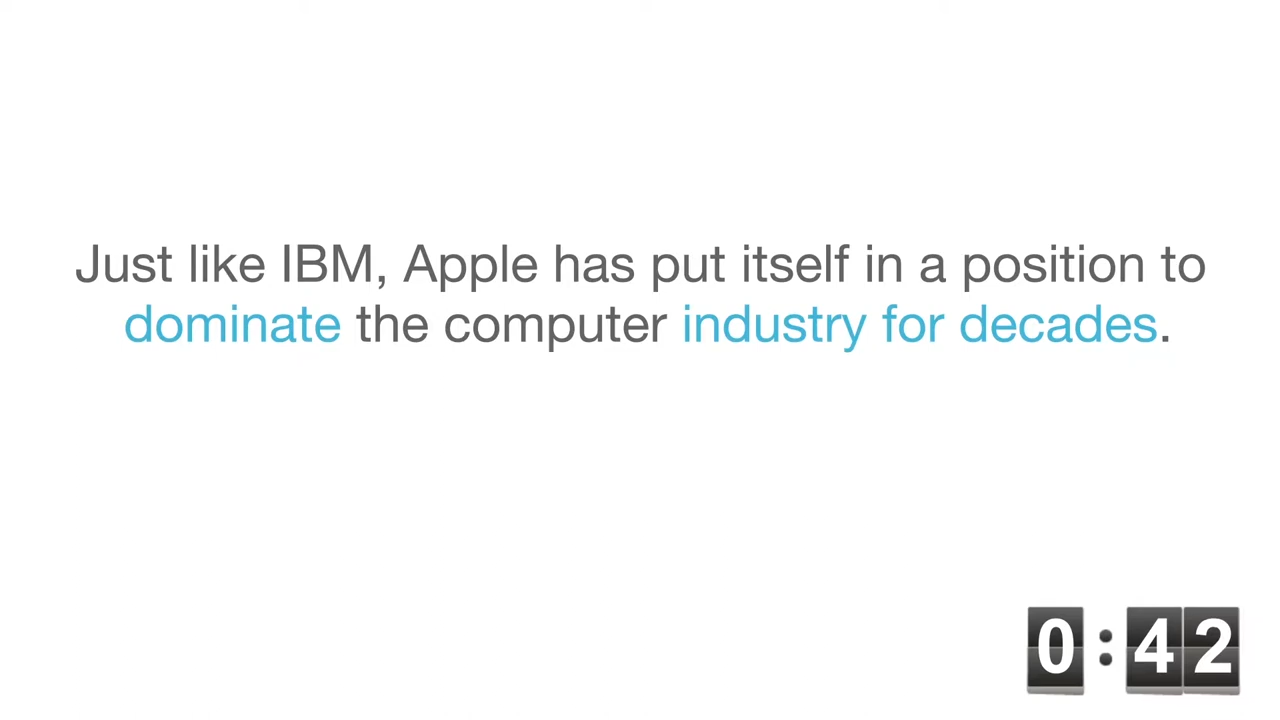 Just like IBM, Apple has put itself in a position to
dominate the computer industry for decades.
0:42